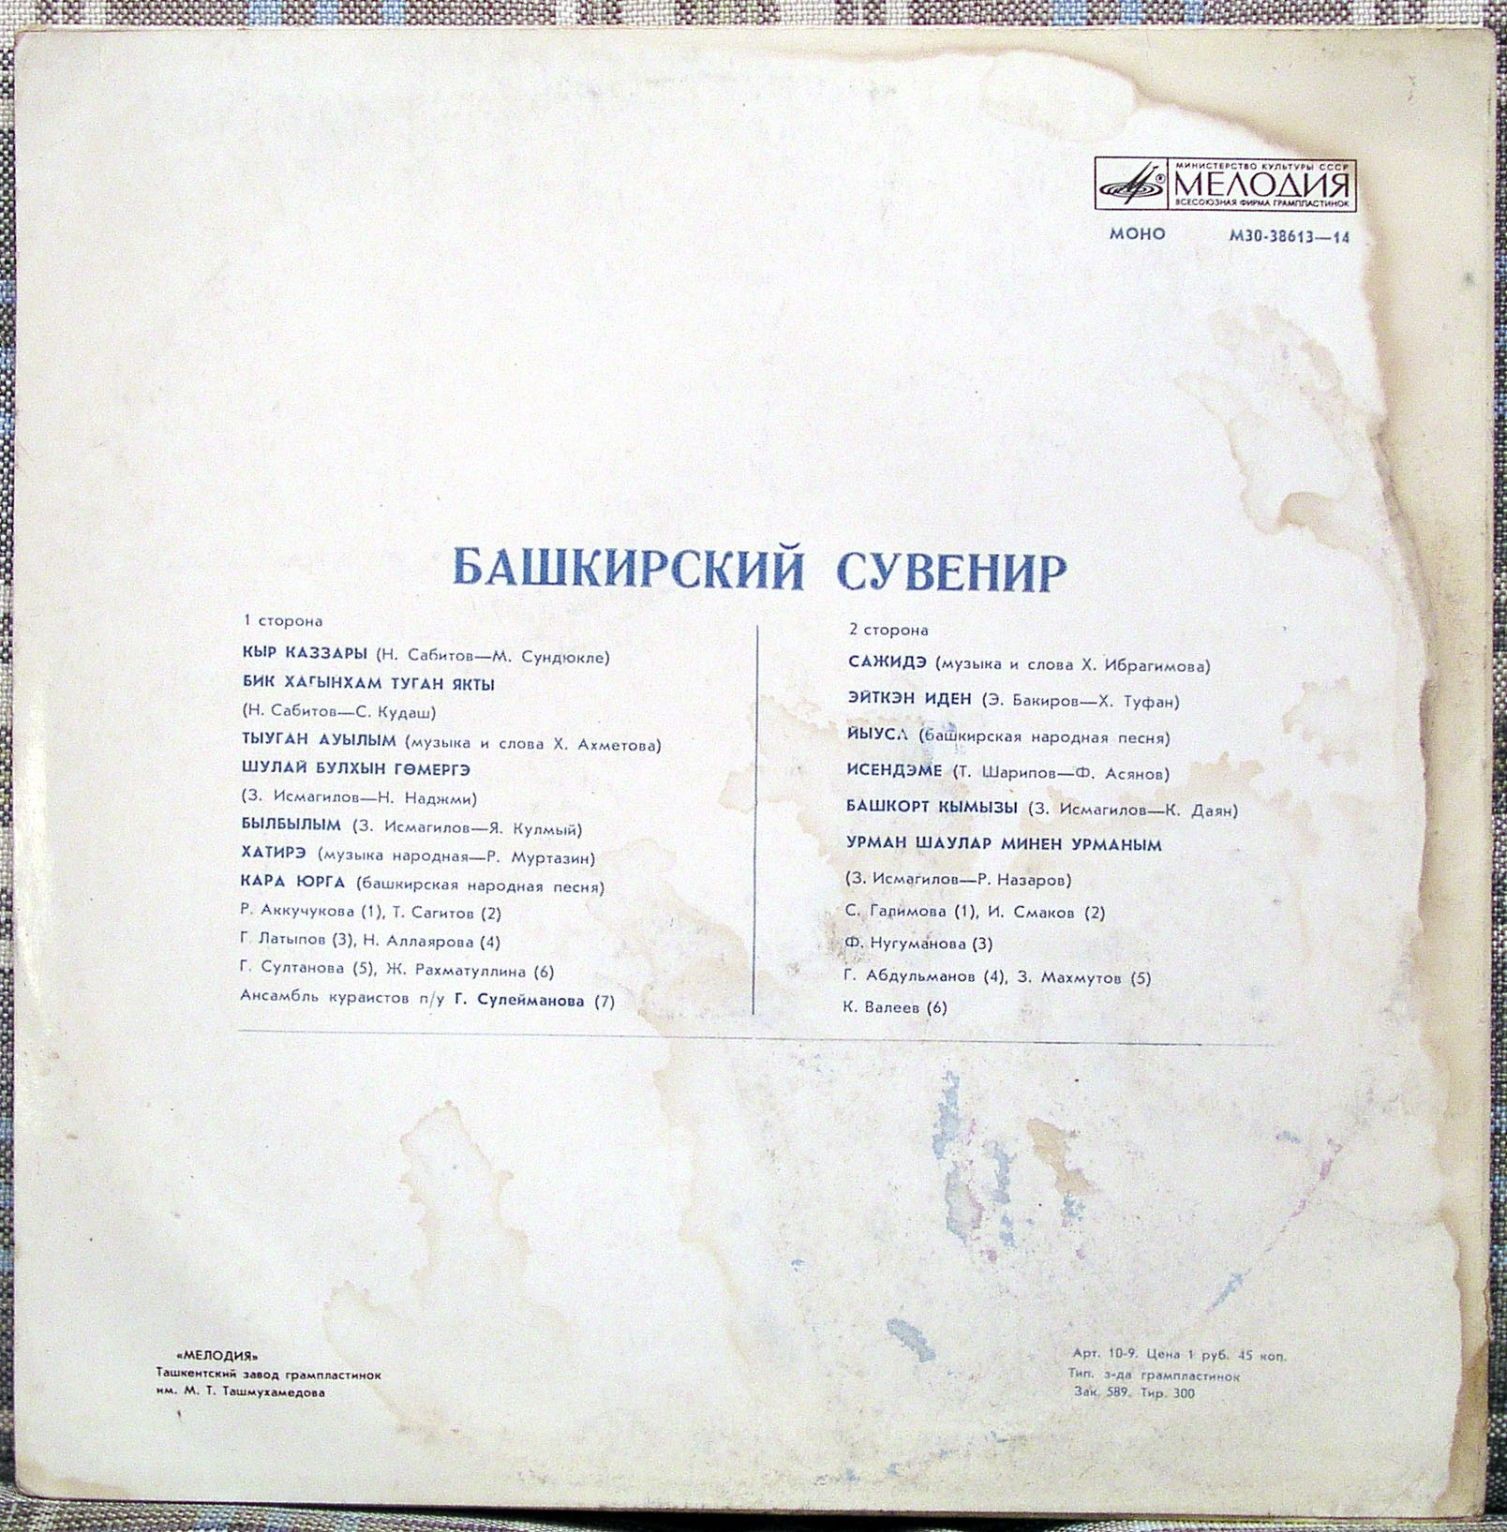 МИНИСТЕРСТВО КУЛЬТУРЫ СССР
МЕЛОДИЯ
ВСЕСОЮЗНАЯ ФИРМА ГРАМПЛАСТИНОК
МОНО М30-38613—14
БАШКИРСКИЙ СУВЕНИР
1 сторона
КЫР КАЗЗАРЫ (Н. Сабитов—М. Сундюкле)
БИК ХАГЫНХАМ ТУГАН ЯКТЫ
(Н. Сабитов—С. Кудаш)
ТЫУГАН АУЫЛЫМ (музыка и слова Х. Ахметова)
ШУЛАЙ БУЛХЫН ГӨМЕРГЭ
(З. Исмагилов—Н. Наджми)
БЫЛБЫЛЫМ (З. Исмагилов—Я. Кулмый)
ХАТИРЭ (музыка народная—Р. Муртазин)
КАРА ЮРГА (башкирская народная песня)
Р. Аккучукова (1), Т. Сагитов (2)
Г. Латыпов (3), Н. Аллаярова (4)
Г. Султанова (5), Ж. Рахматуллина (6)
Ансамбль кураистов п/у Г. Сулейманова (7)
2 сторона
САЖИДЭ (музыка и слова Х. Ибрагимова)
ЭЙТКЭН ИДЕН (Э. Бакиров—Х. Туфан)
ЙЫУСА (башкирская народная песня)
ИСЕНДЭМЕ (Т. Шарипов—Ф. Асянов)
БАШКОРТ КЫМЫЗЫ (З. Исмагилов—К. Даян)
УРМАН ШАУЛАР МИНЕН УРМАНЫМ
(З. Исмагилов—Р. Назаров)
С. Галимова (1), И. Смаков (2)
Ф. Нугуманова (3)
Г. Абдульманов (4), З. Махмутов (5)
К. Валеев (6)
«МЕЛОДИЯ»
Ташкентский завод грампластинок
им. М. Т. Ташмухамедова
Арт. 10-9. Цена 1 руб. 45 коп.
Тип. з-да грампластинок
Зак. 589. Тир. 300